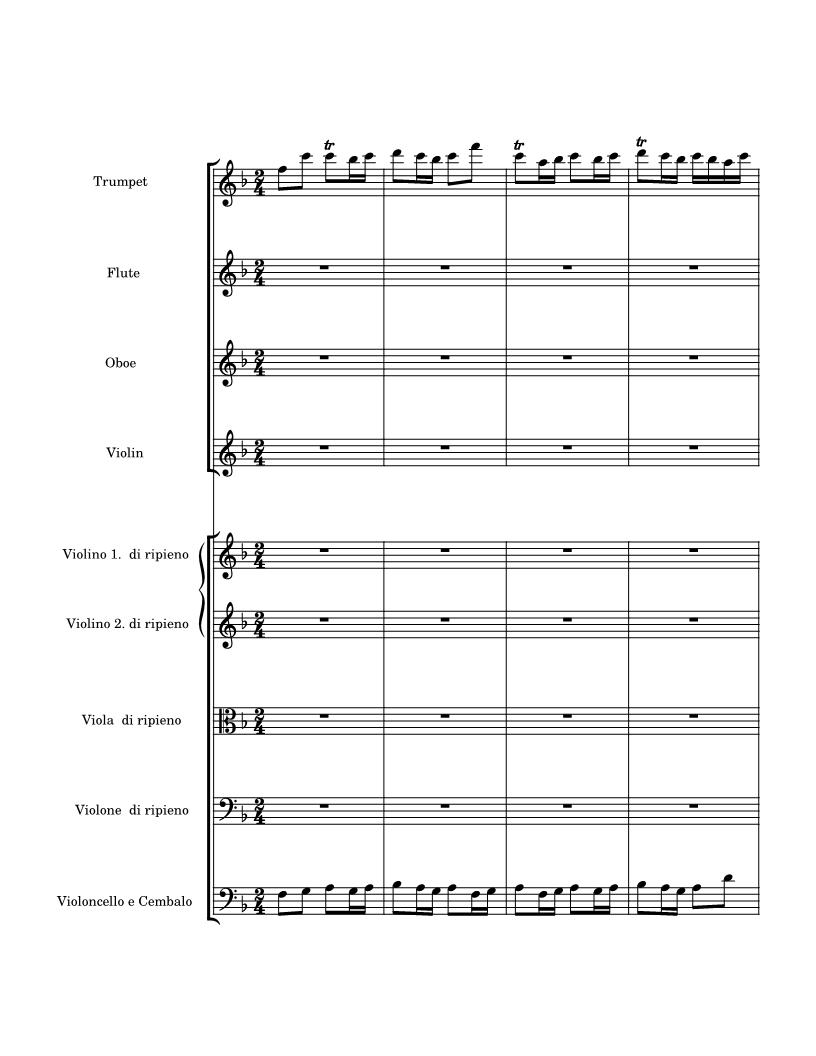 tr
tr
tr
Trumpet
Flute
Oboe
Violin
Violino 1. di ripieno
Violino 2. di ripieno
Viola di ripieno
Violone di ripieno
Violoncello e Cembalo